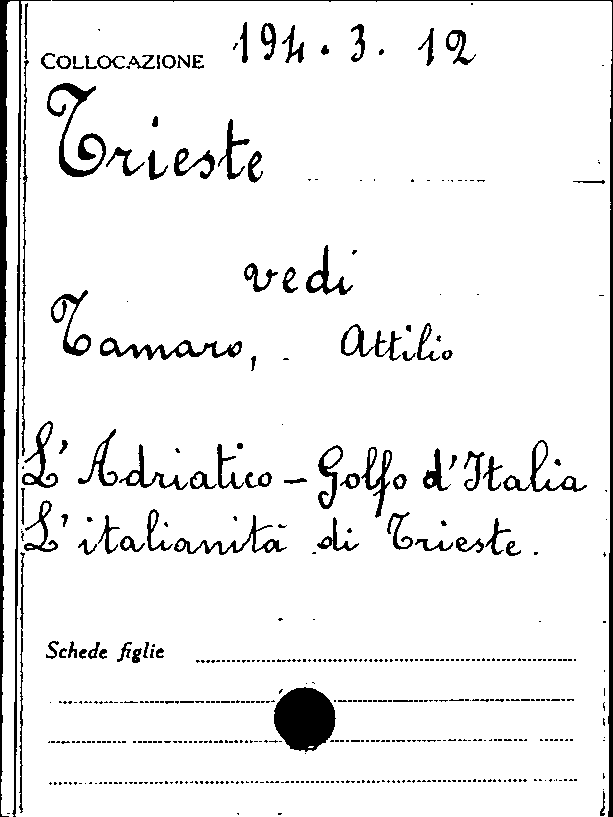 COLLOCAZIONE 194.3.12
Trieste
vedi
Tamaro, Attilio
L'Adriatico - Golfo d'Italia
L'italianità di Trieste.
Schede figlie